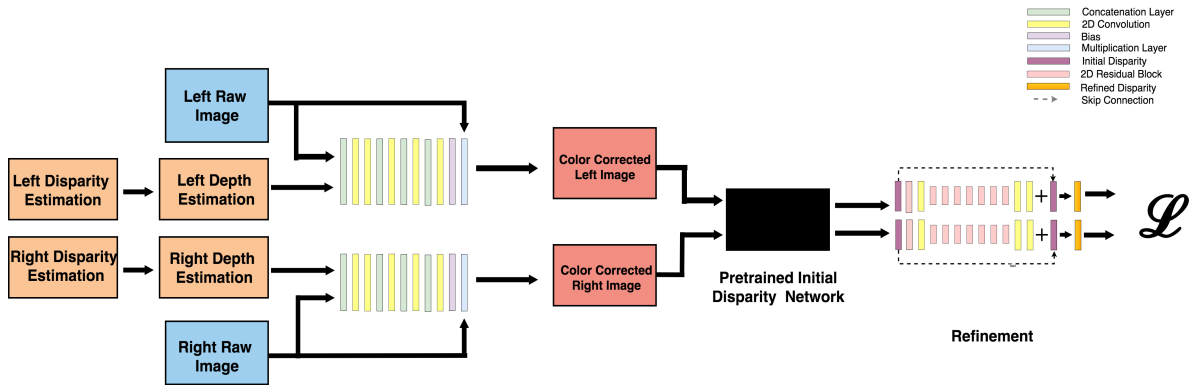 Concatenation Layer
2D Convolution
Bias
Multiplication Layer
Initial Disparity
2D Residual Block
Refined Disparity
Skip Connection
Left Raw
Image
Left Disparity
Estimation
Left Depth
Estimation
Color Corrected
Left Image
Right Disparity
Estimation
Right Depth
Estimation
Color Corrected
Right Image
Right Raw
Image
Pretrained Initial
Disparity Network
+
+
ℒ
Refinement